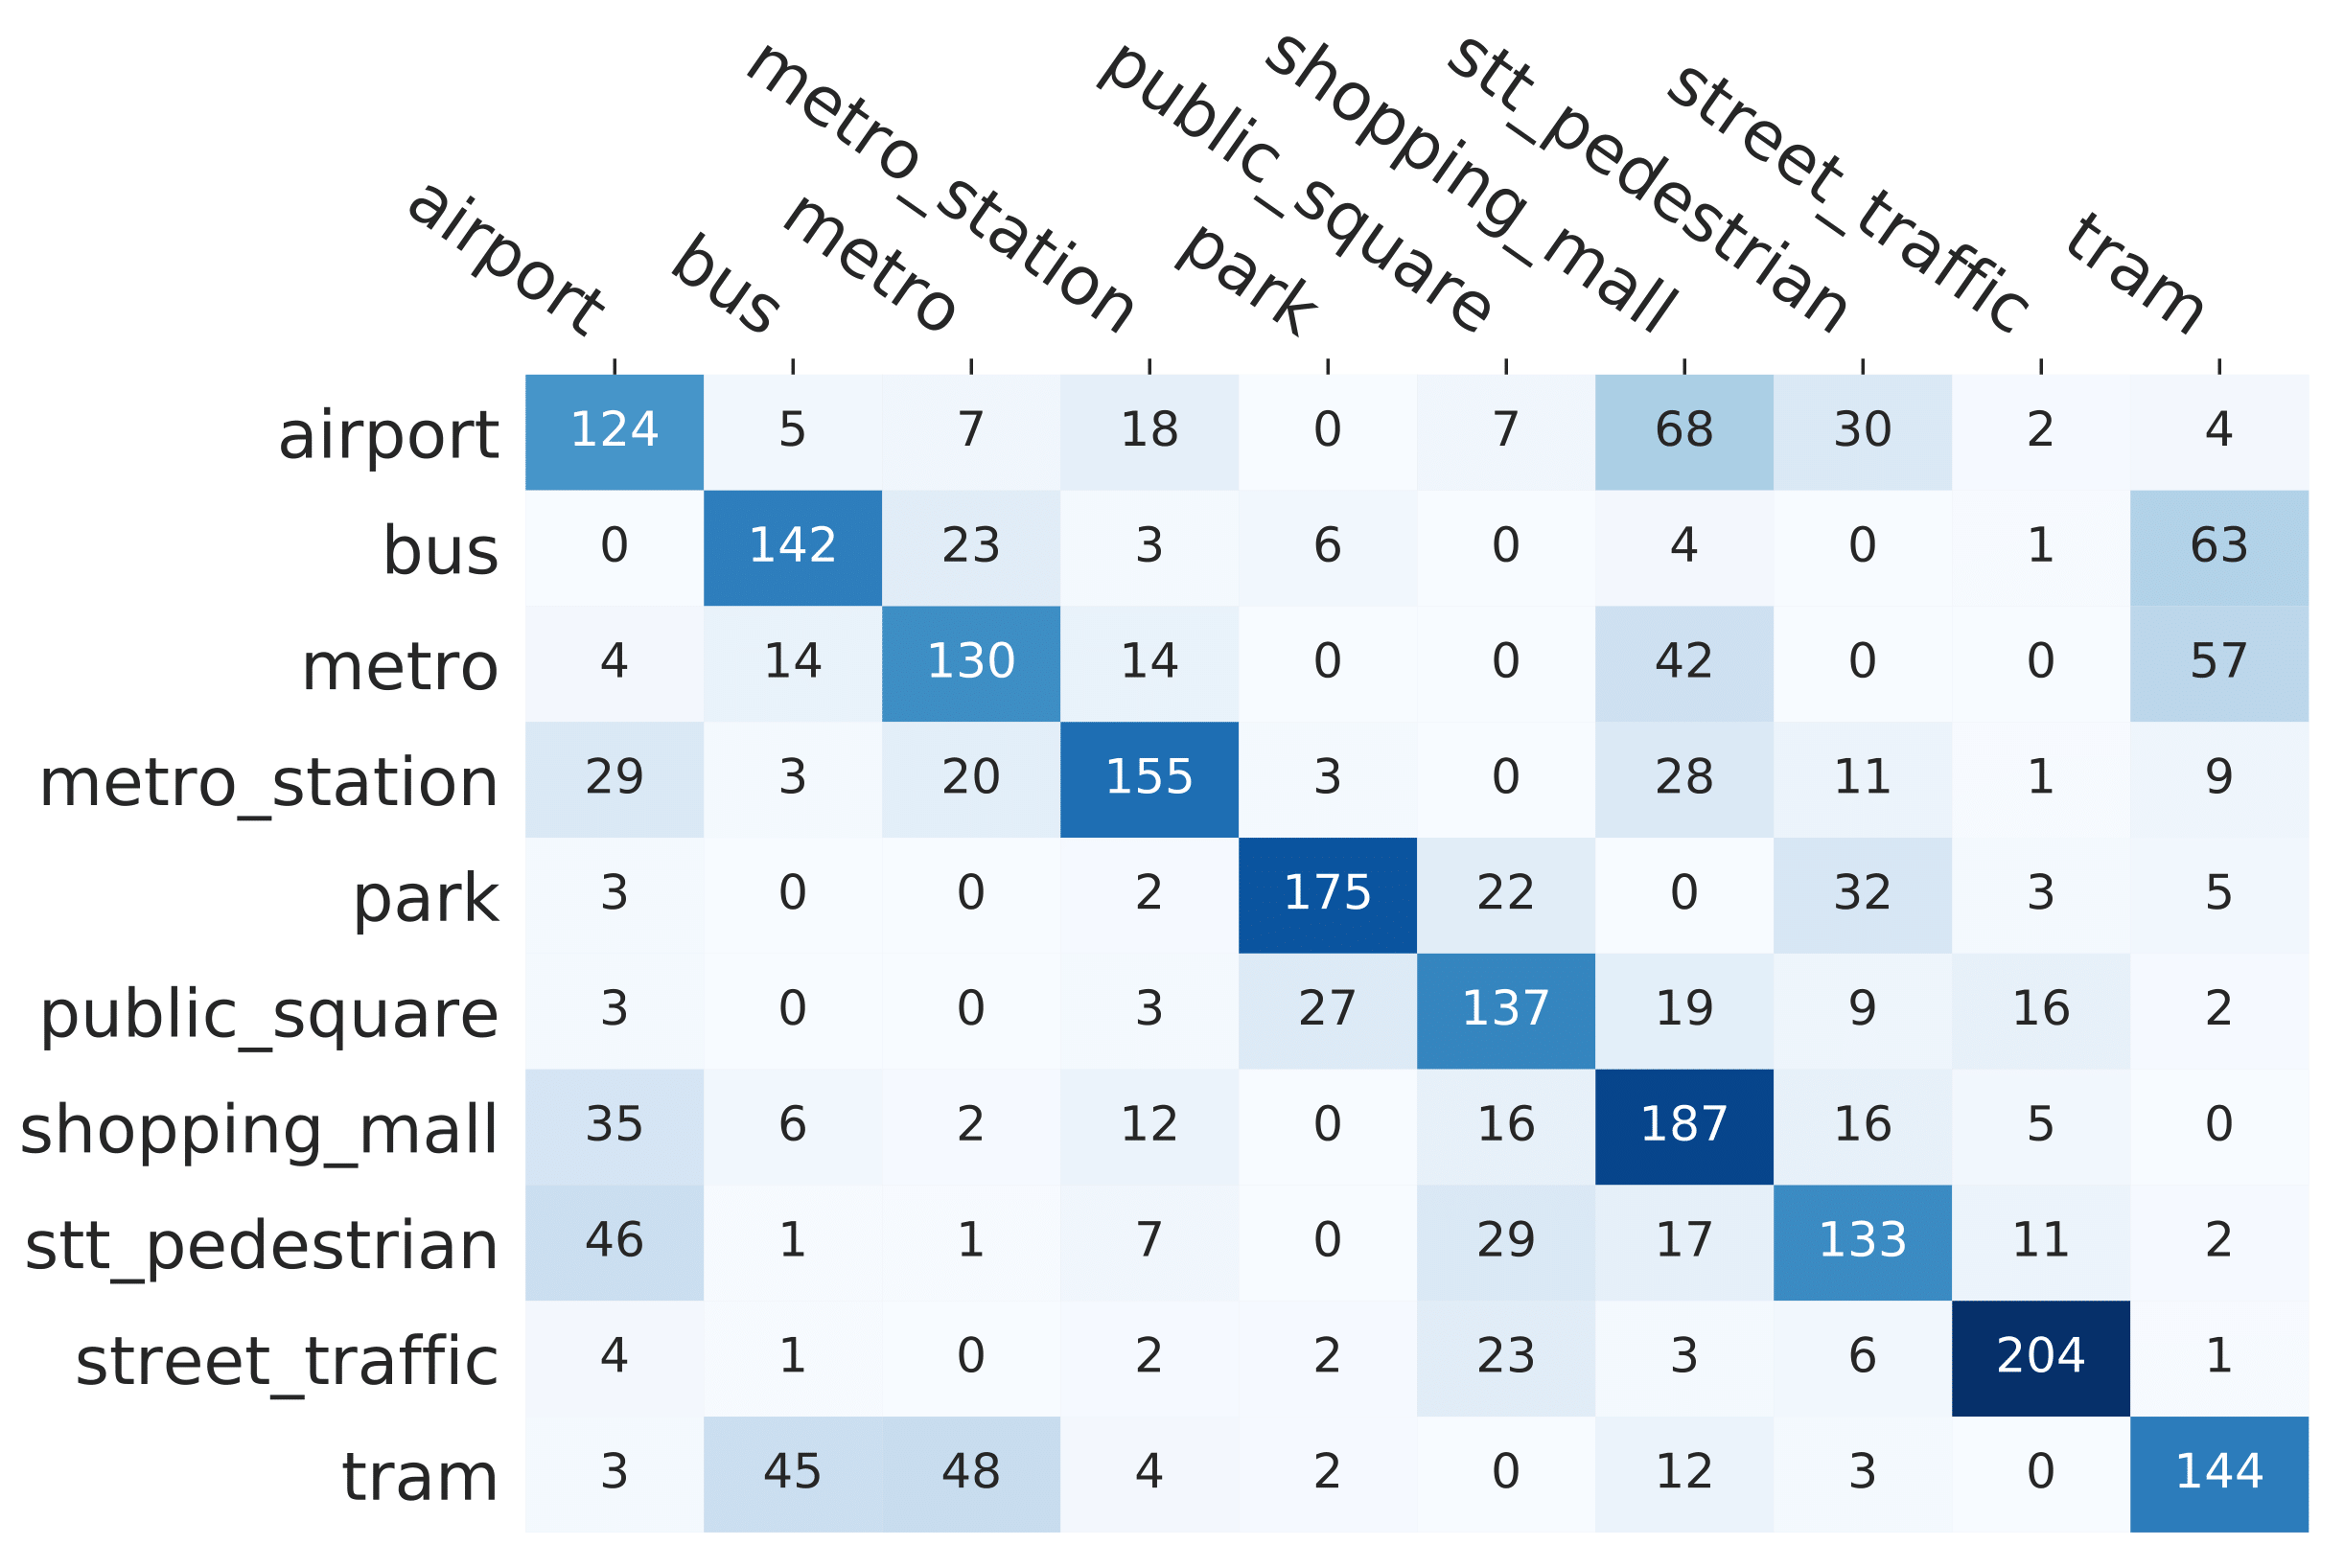 airport bus metro metro_station park public_square shopping_mall stt_pedestrian street_traffic tram
airport 124 5 7 18 0 7 68 30 2 4
bus 0 142 23 3 6 0 4 0 1 63
metro 4 14 130 14 0 0 42 0 0 57
metro_station 29 3 20 155 3 0 28 11 1 9
park 3 0 0 2 175 22 0 32 3 5
public_square 3 0 0 3 27 137 19 9 16 2
shopping_mall 35 6 2 12 0 16 187 16 5 0
stt_pedestrian 46 1 1 7 0 29 17 133 11 2
street_traffic 4 1 0 2 2 23 3 6 204 1
tram 3 45 48 4 2 0 12 3 0 144